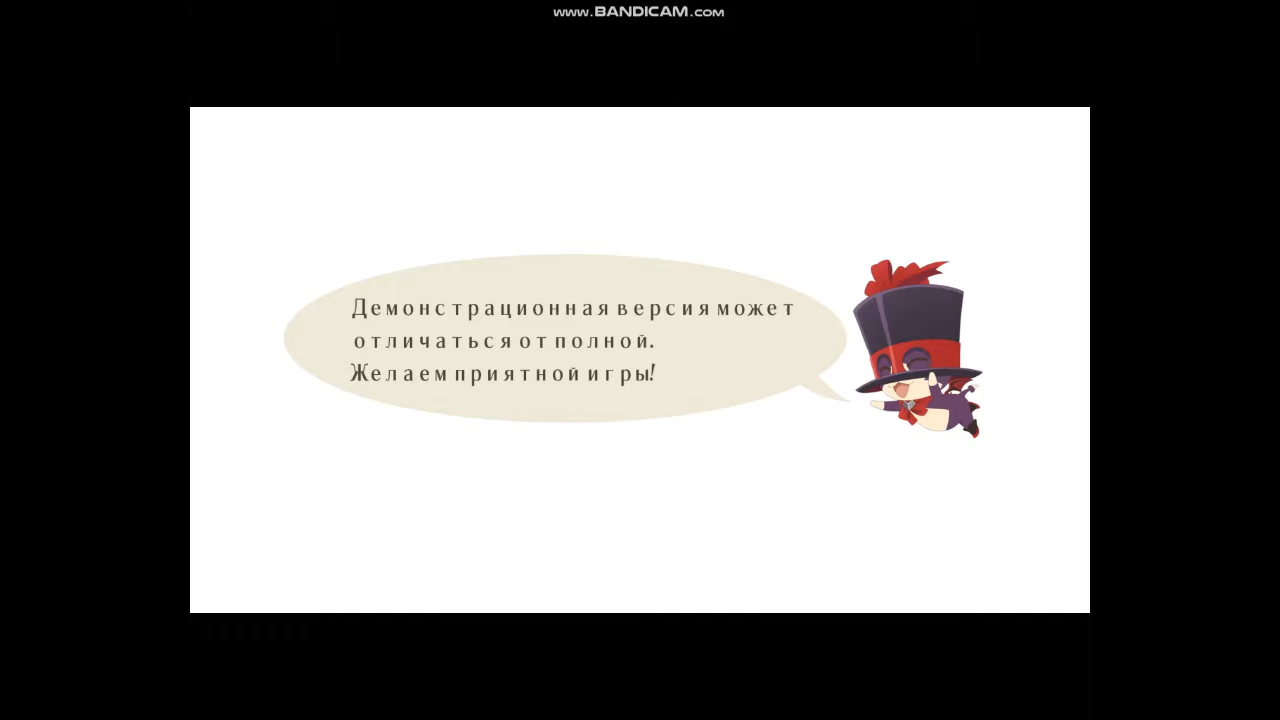 www.BANDICAM.com
Демонстрационная версия может
отличаться от полной.
Желаем приятной игры!